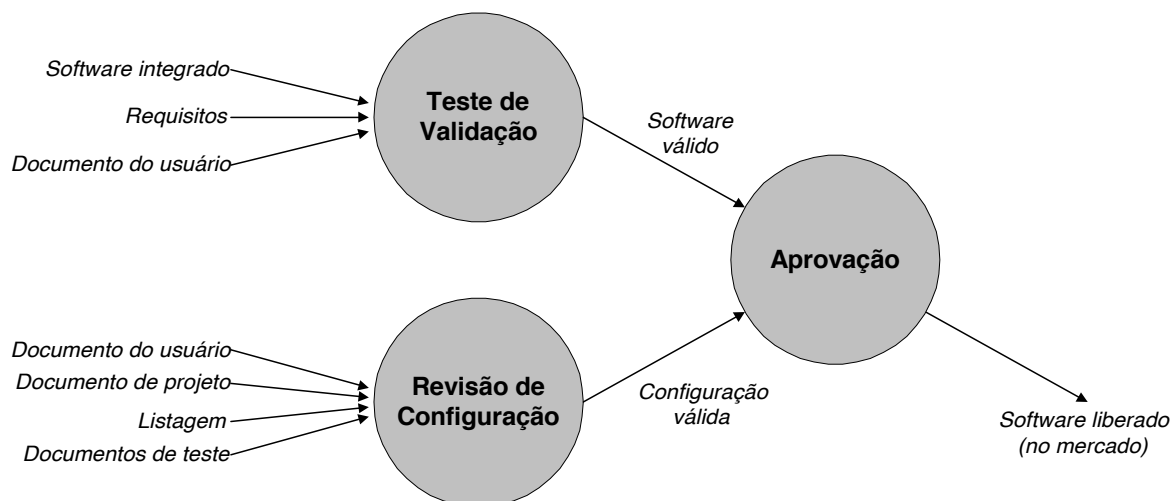 Software integrado
Requisitos
Documento do usuário
Teste de
Validação
Software
válido
Aprovação
Documento do usuário
Documento de projeto
Listagem
Documentos de teste
Revisão de
Configuração
Configuração
válida
Software liberado
(no mercado)